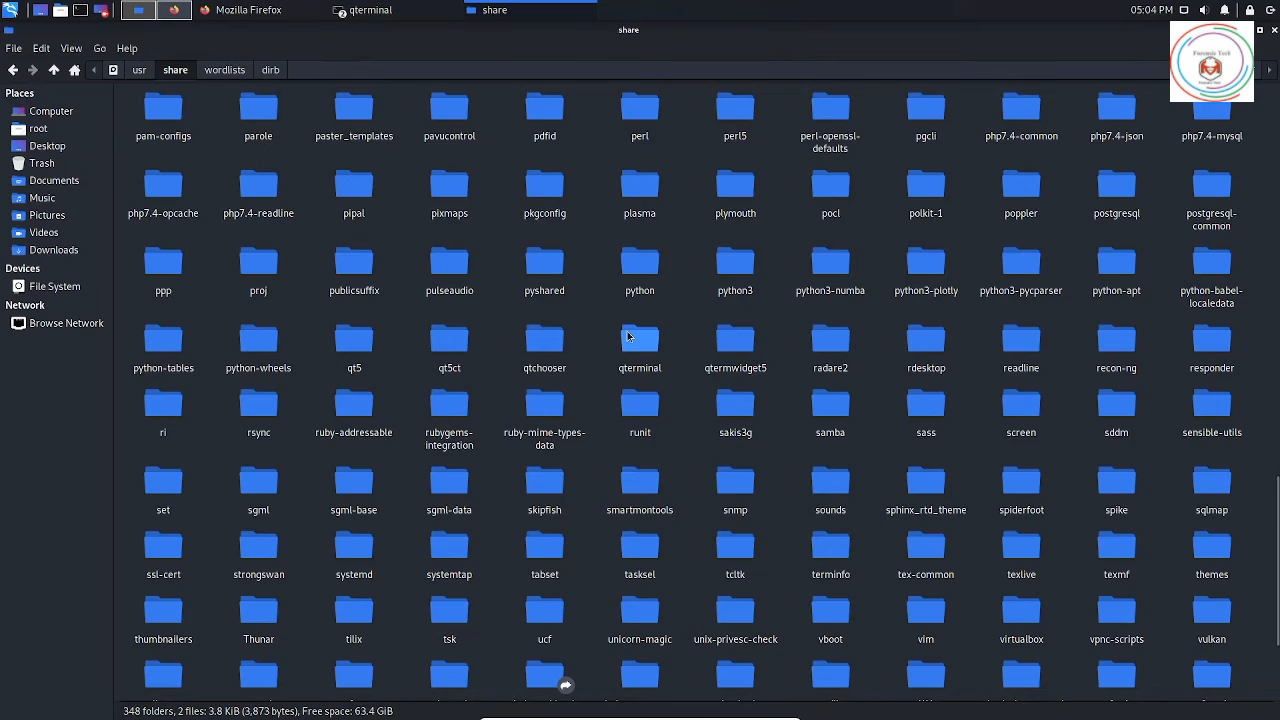 Mozilla Firefox
2
qterminal
share
05:04 PM
share
File Edit View Go Help
usr share wordlists dirb
Forensic Tech
Places
Computer
root
Desktop
Trash
Documents
Music
Pictures
Videos
Downloads
Devices
File System
Network
Browse Network
pam-configs parole paster_templates pavucontrol pdfid perl perl5 perl-openssl-defaults pgcli php7.4-common php7.4-json php7.4-mysql
php7.4-opcache php7.4-readline pipal pixmaps pkgconfig plasma plymouth pocl polkit-1 poppler postgresql postgresql-common
ppp proj publicsuffix pulseaudio pyshared python python3 python3-numba python3-plotly python3-pycparser python-apt python-babel-localedata
python-tables python-wheels qt5 qt5ct qtchooser qterminal qtermwidget5 radare2 rdesktop readline recon-ng responder
ri rsync ruby-addressable rubygems-integration ruby-mime-types-data runit sakis3g samba sass screen sddm sensible-utils
set sgml sgml-base sgml-data skipfish smartmontools snmp sounds sphinx_rtd_theme spiderfoot spike sqlmap
ssl-cert strongswan systemd systemtap tabset tasksel tcltk terminfo tex-common texlive texmf themes
thumbnailers Thunar tilix tsk ucf unicorn-magic unix-privesc-check vboot vim virtualbox vpnc-scripts vulkan
348 folders, 2 files: 3.8 KiB (3,873 bytes), Free space: 63.4 GiB